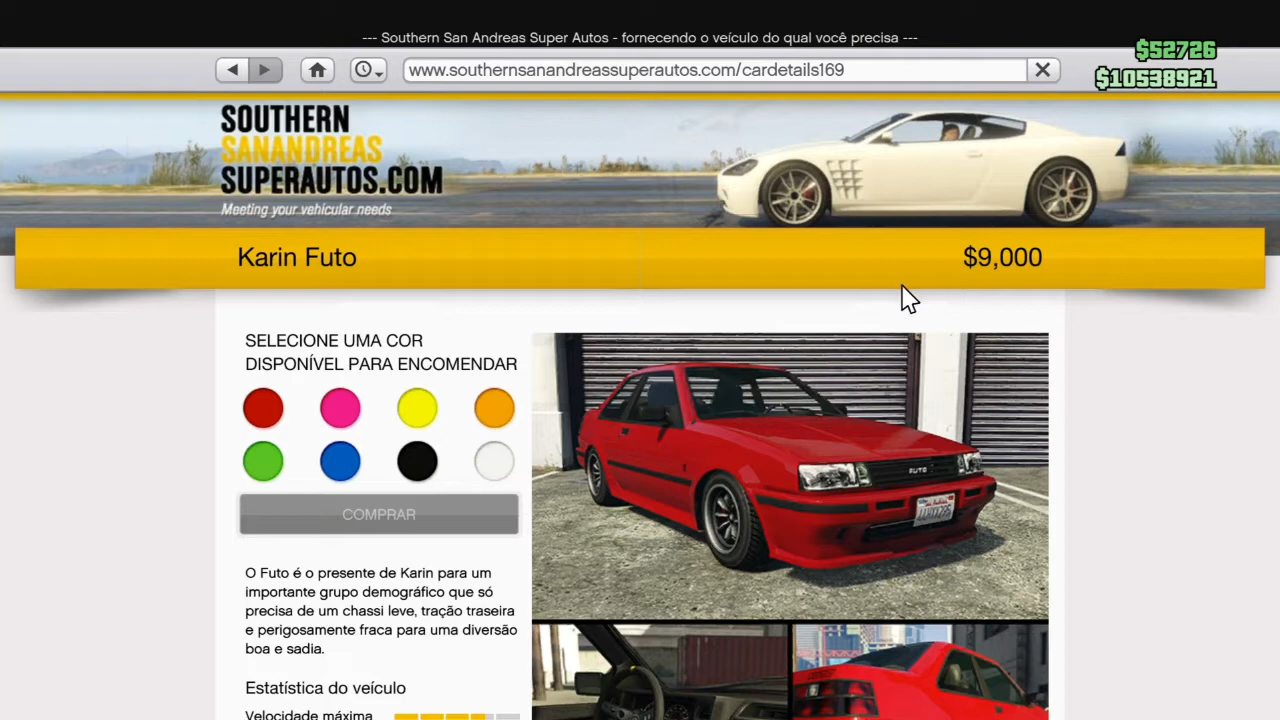 --- Southern San Andreas Super Autos - fornecendo o veículo do qual você precisa ---
$52726
www.southernsanandreassuperautos.com/cardetails169
$10538921
SOUTHERN
SANANDREAS
SUPERAUTOS.COM
Meeting your vehicular needs
Karin Futo
$9,000
SELECIONE UMA COR
DISPONÍVEL PARA ENCOMENDAR
COMPRAR
FUTO
O Futo é o presente de Karin para um
importante grupo demográfico que só
precisa de um chassi leve, tração traseira
e perigosamente fraca para uma diversão
boa e sadia.
Estatística do veículo
Velocidade máxima